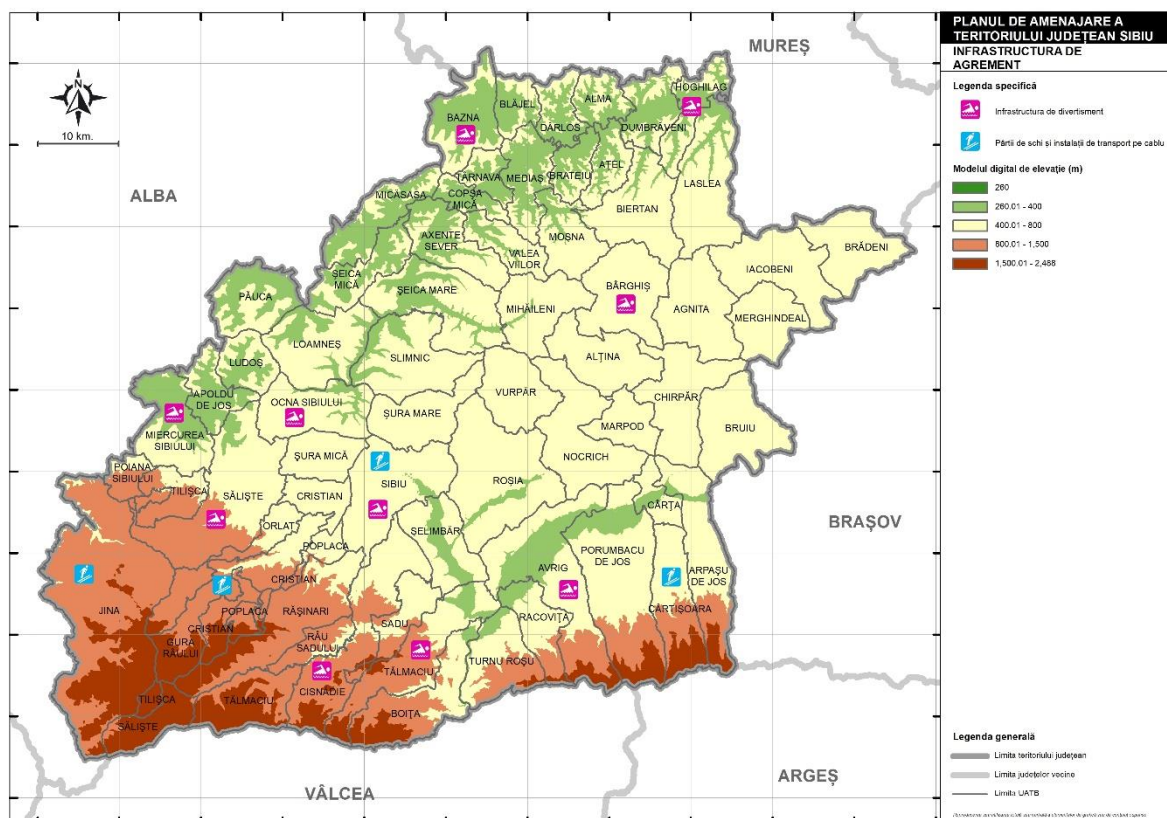 PLANUL DE AMENAJARE A
TERITORIULUI JUDEȚEAN SIBIU
INFRASTRUCTURA DE
AGREMENT
Legenda specifică
Infrastructura de divertisment
Pârtii de schi și instalații de transport pe cablu
Modelul digital de elevație (m)
260
260.01 - 400
400.01 - 800
800.01 - 1,500
1,500.01 - 2,488
Legenda generală
Limita teritoriului județean
Limita județelor vecine
Limita UATB
N
10 km.
MUREȘ
ALBA
BRAȘOV
ARGEȘ
VÂLCEA
HOGHILAG
BLĂJEL
ALMA
BAZNA
DÂRLOS
DUMBRĂVENI
ATEL
TÂRNAVA
MEDIAȘ
BRATEIU
LASLEA
MICĂSASA
COPȘA
MICĂ
BIERTAN
AXENTE
SEVER
MOȘNA
VALEA
VIILOR
BRĂDENI
IACOBENI
ȘEICA
MICĂ
ȘEICA MARE
BÂRGHIȘ
PĂUCA
MIHĂILENI
AGNITA
MERGHINDEAL
LOAMNEȘ
SLIMNIC
ALȚINA
LUDOȘ
APOLDU
DE JOS
OCNA SIBIULUI
VURPĂR
CHIRPĂR
ȘURA MARE
MIERCUREA
SIBIULUI
MARPOD
BRUIU
ȘURA MICĂ
NOCRICH
POIANA
SIBIULUI
TILIȘCA
SĂLIȘTE
CRISTIAN
SIBIU
ROȘIA
CÂRȚA
ORLAT
SELIMBĂR
POPLACA
PORUMBACU
DE JOS
AVRIG
ARPAȘU
DE JOS
CRISTIAN
JINA
POPLACA
RĂȘINARI
CÂRȚIȘOARA
RACOVIȚA
CRISTIAN
SADU
GURA
RÂULUI
RÂU
SADULUI
TURNU ROȘU
TĂLMACIU
TILIȘCA
TĂLMACIU
CISNĂDIE
BOIȚA
SĂLIȘTE